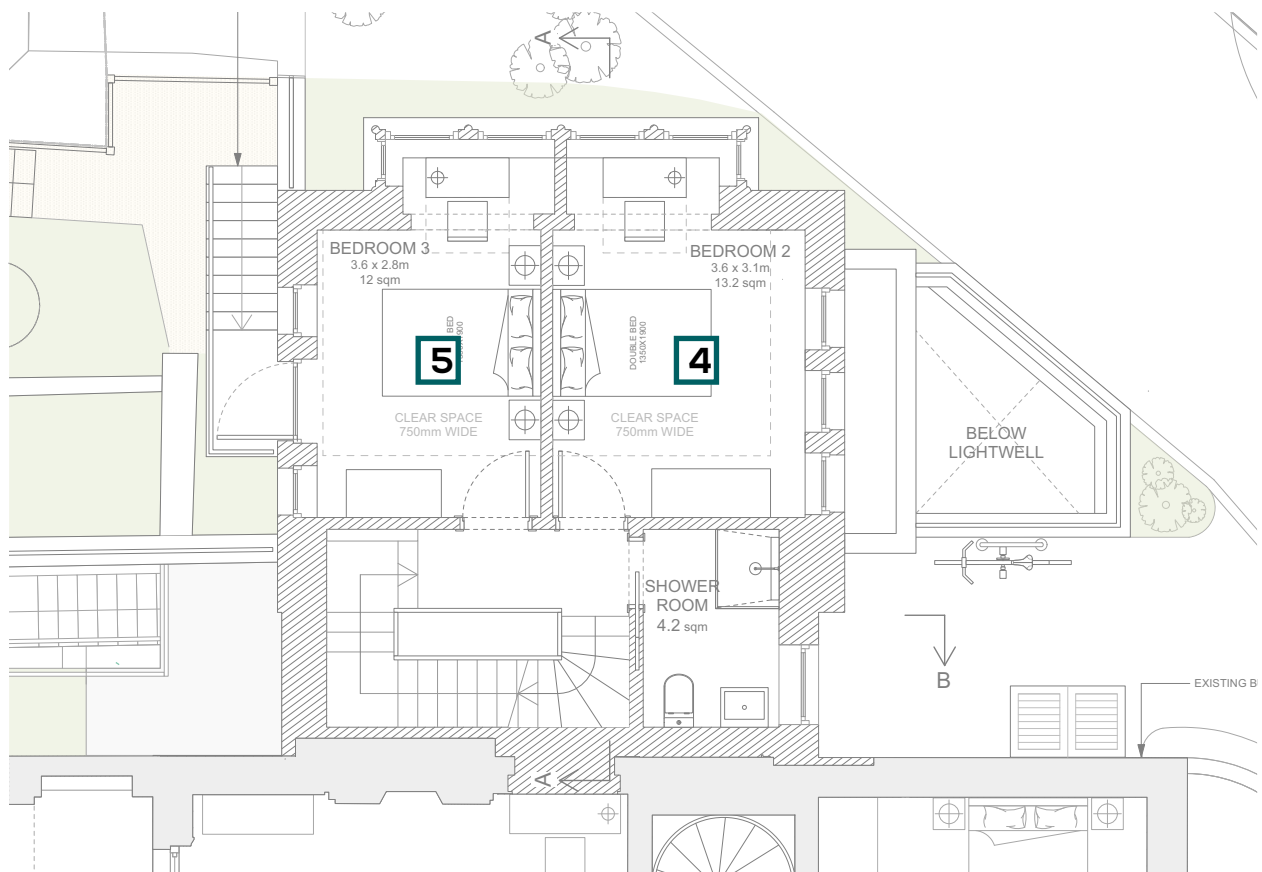 A
BEDROOM 3
3.6 x 2.8m
12 sqm
BEDROOM 2
3.6 x 3.1m
13.2 sqm
5
BED
4
DOUBLE BED
1350X1900
CLEAR SPACE
750mm WIDE
CLEAR SPACE
750mm WIDE
BELOW
LIGHTWELL
SHOWER
ROOM
4.2 sqm
B
EXISTING B
A